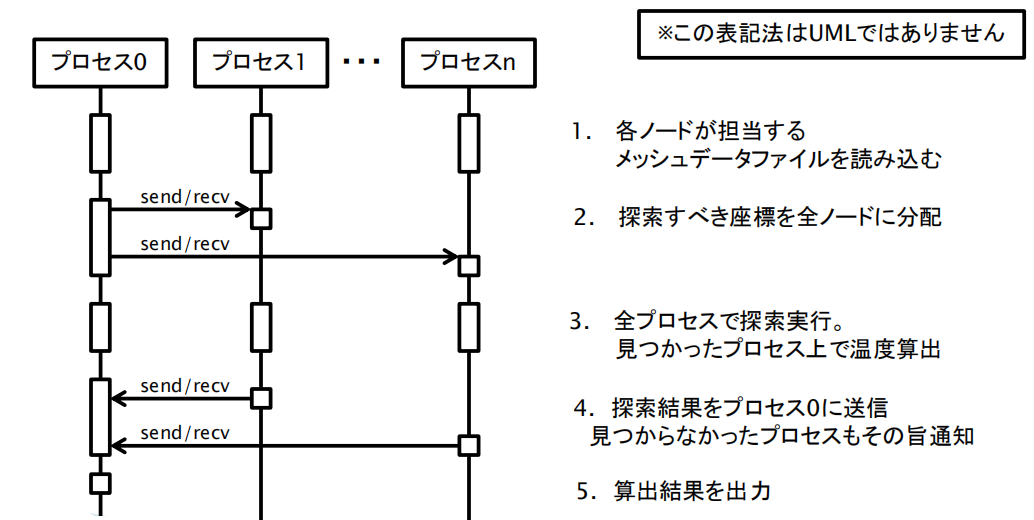 ※この表記法はUMLではありません
プロセス0
プロセス1
･･･
プロセスn
1. 各ノードが担当する
メッシュデータファイルを読み込む
send/recv
2. 探索すべき座標を全ノードに分配
send/recv
3. 全プロセスで探索実行。
見つかったプロセス上で温度算出
send/recv
4. 探索結果をプロセス0に送信
send/recv
見つからなかったプロセスもその旨通知
5. 算出結果を出力